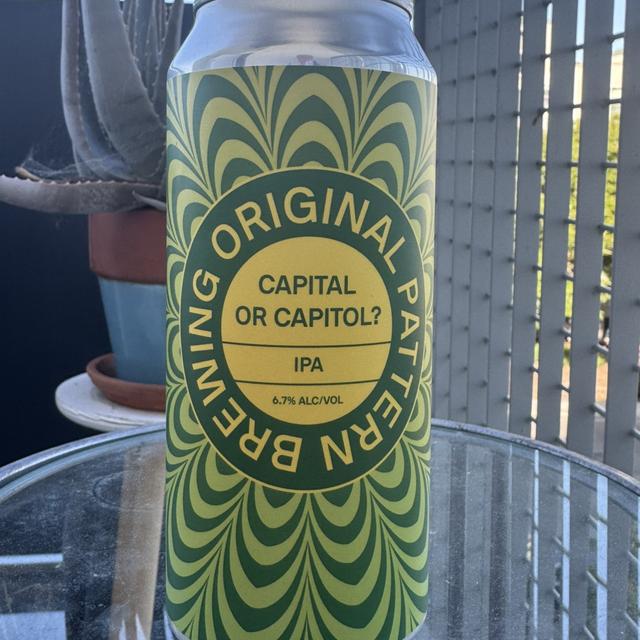 ORIGINAL PATTERN BREWING
CAPITAL
OR CAPITOL?
IPA
6.7% ALC/VOL